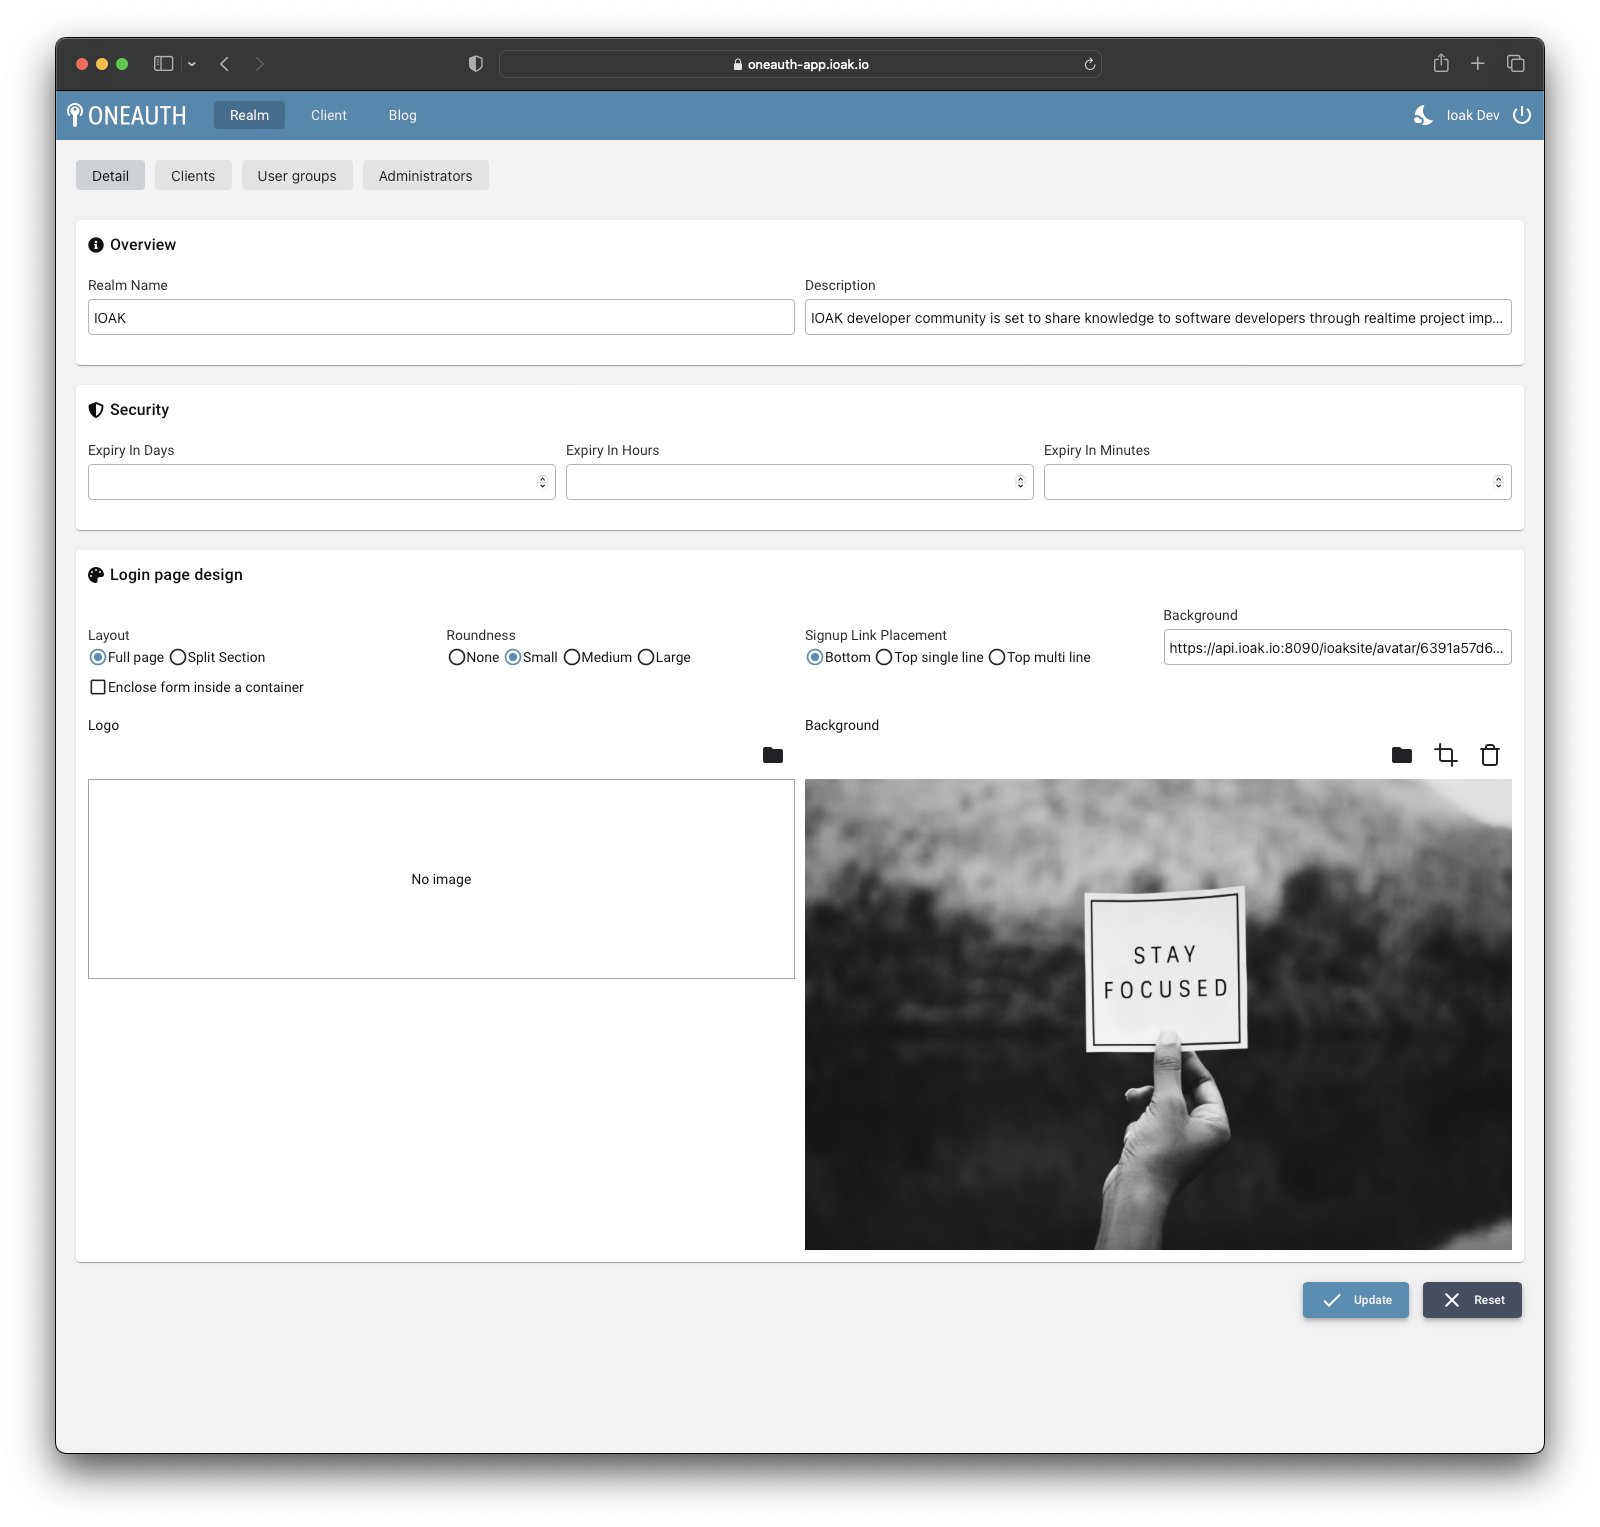 oneauth-app.ioak.io
ONEAUTH
Realm
Client
Blog
Ioak Dev
Detail
Clients
User groups
Administrators
Overview
Realm Name
Description
IOAK
IOAK developer community is set to share knowledge to software developers through realtime project imp...
Security
Expiry In Days
Expiry In Hours
Expiry In Minutes
Login page design
Layout
Full page
Split Section
Enclose form inside a container
Roundness
None
Small
Medium
Large
Signup Link Placement
Bottom
Top single line
Top multi line
Background
https://api.ioak.io:8090/ioaksite/avatar/6391a57d6...
Logo
No image
Background
STAY
FOCUSED
Update
Reset